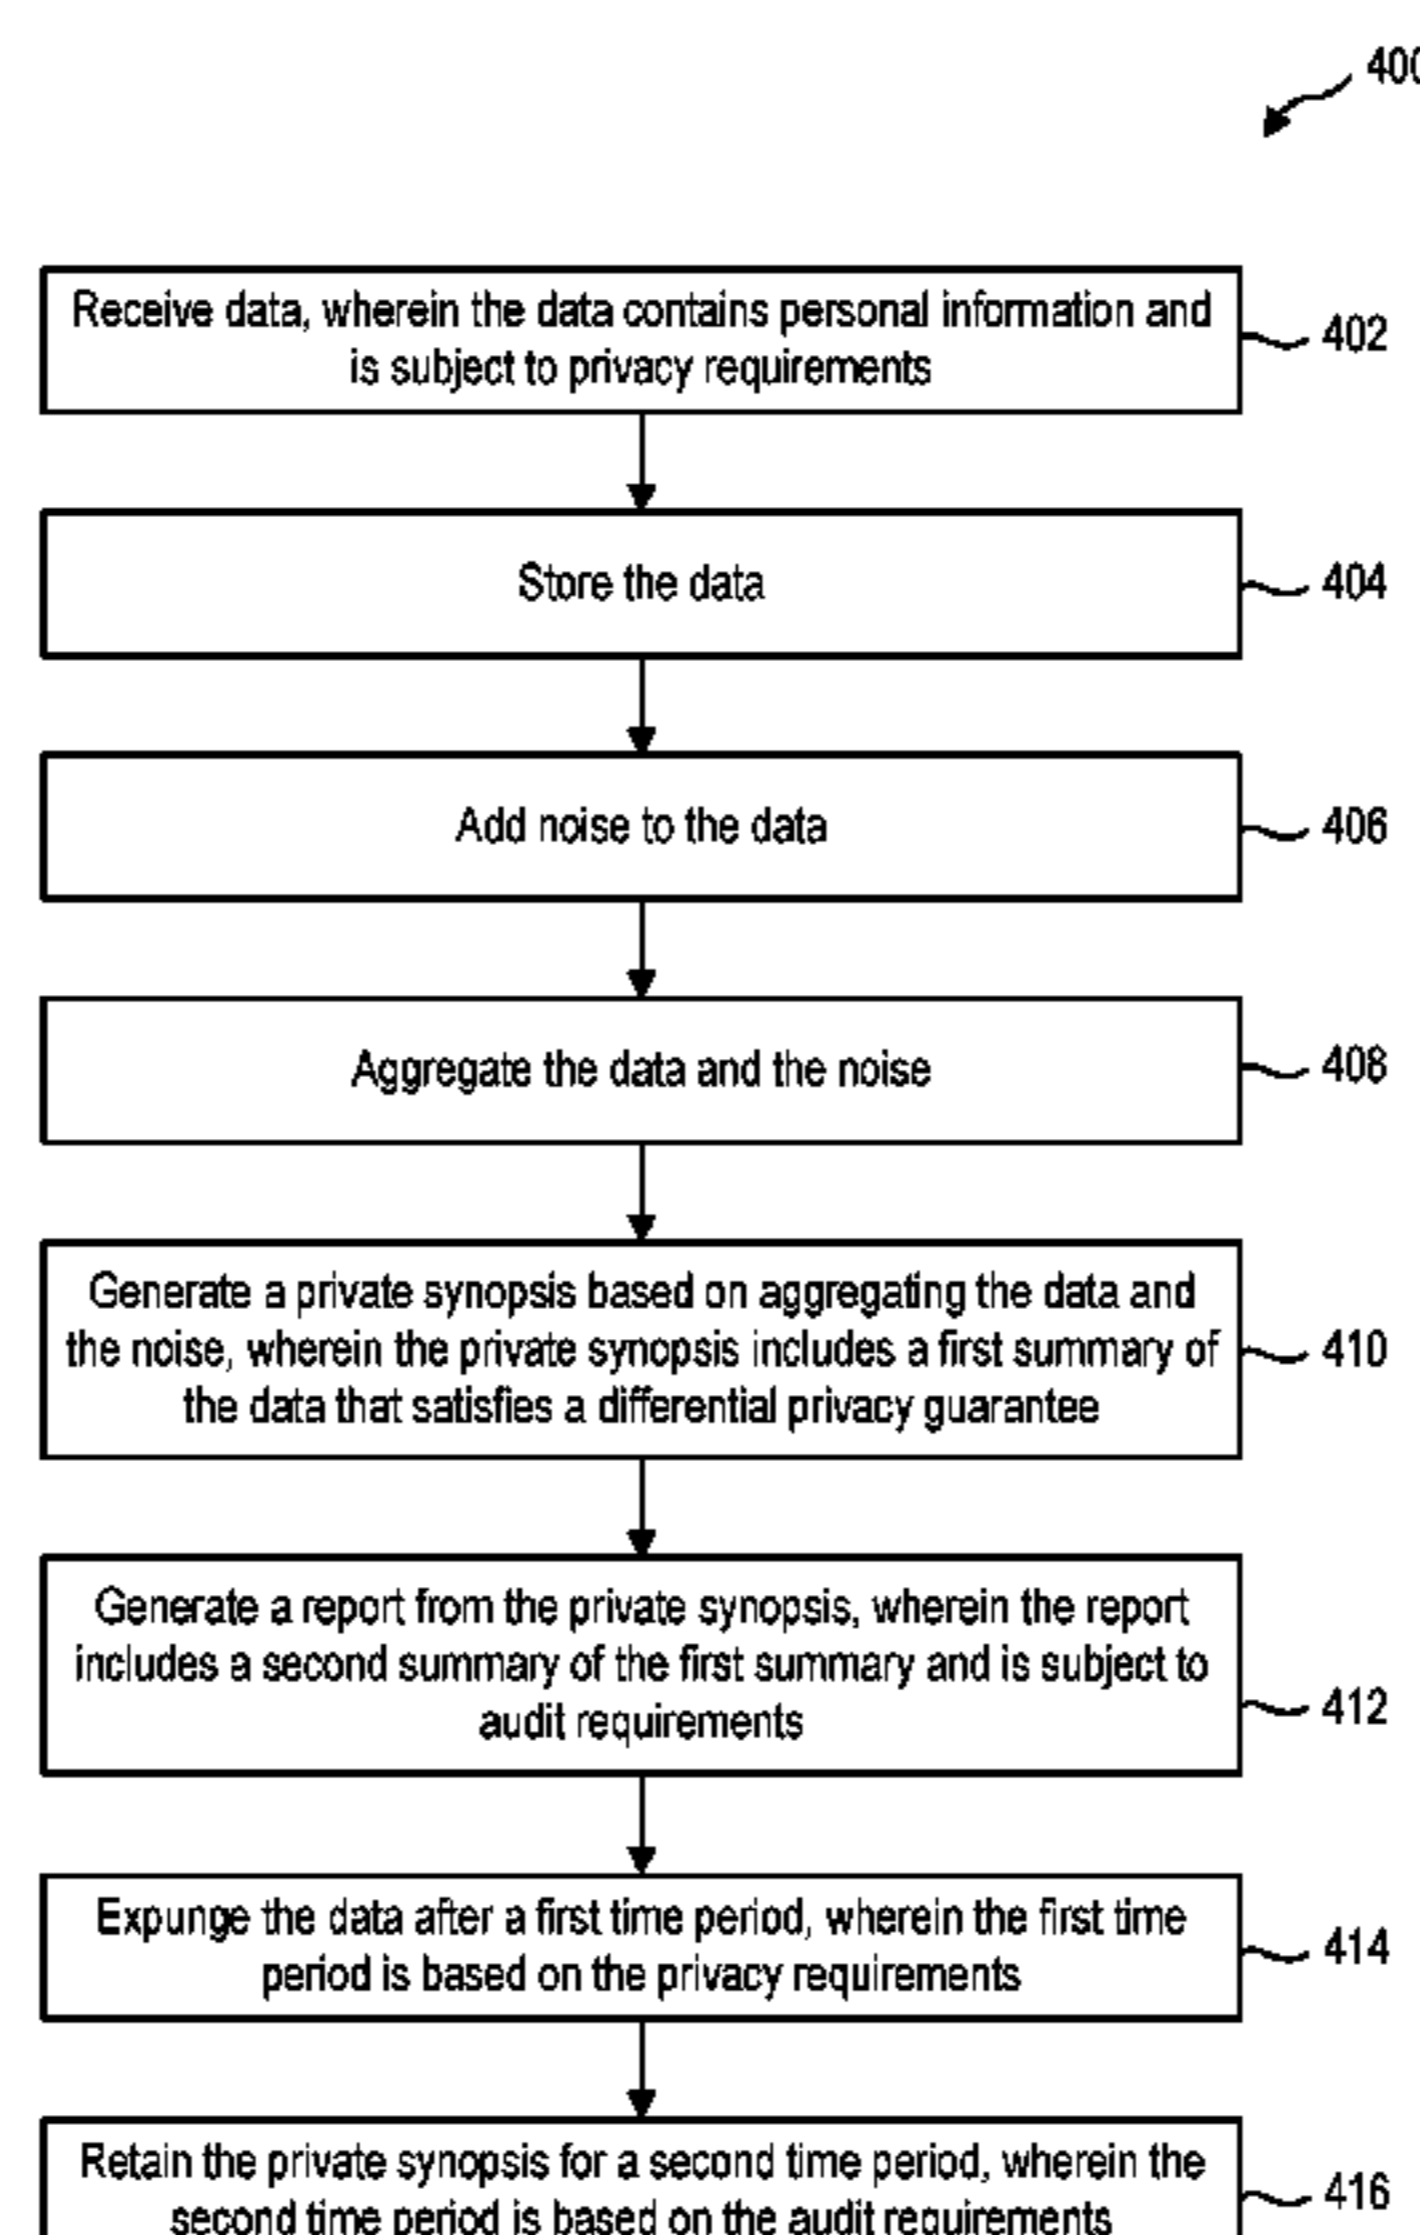 400
Receive data, wherein the data contains personal information and
is subject to privacy requirements
402
Store the data
404
Add noise to the data
406
Aggregate the data and the noise
408
Generate a private synopsis based on aggregating the data and
the noise, wherein the private synopsis includes a first summary of
the data that satisfies a differential privacy guarantee
410
Generate a report from the private synopsis, wherein the report
includes a second summary of the first summary and is subject to
audit requirements
412
Expunge the data after a first time period, wherein the first time
period is based on the privacy requirements
414
Retain the private synopsis for a second time period, wherein the
second time period is based on the audit requirements
416